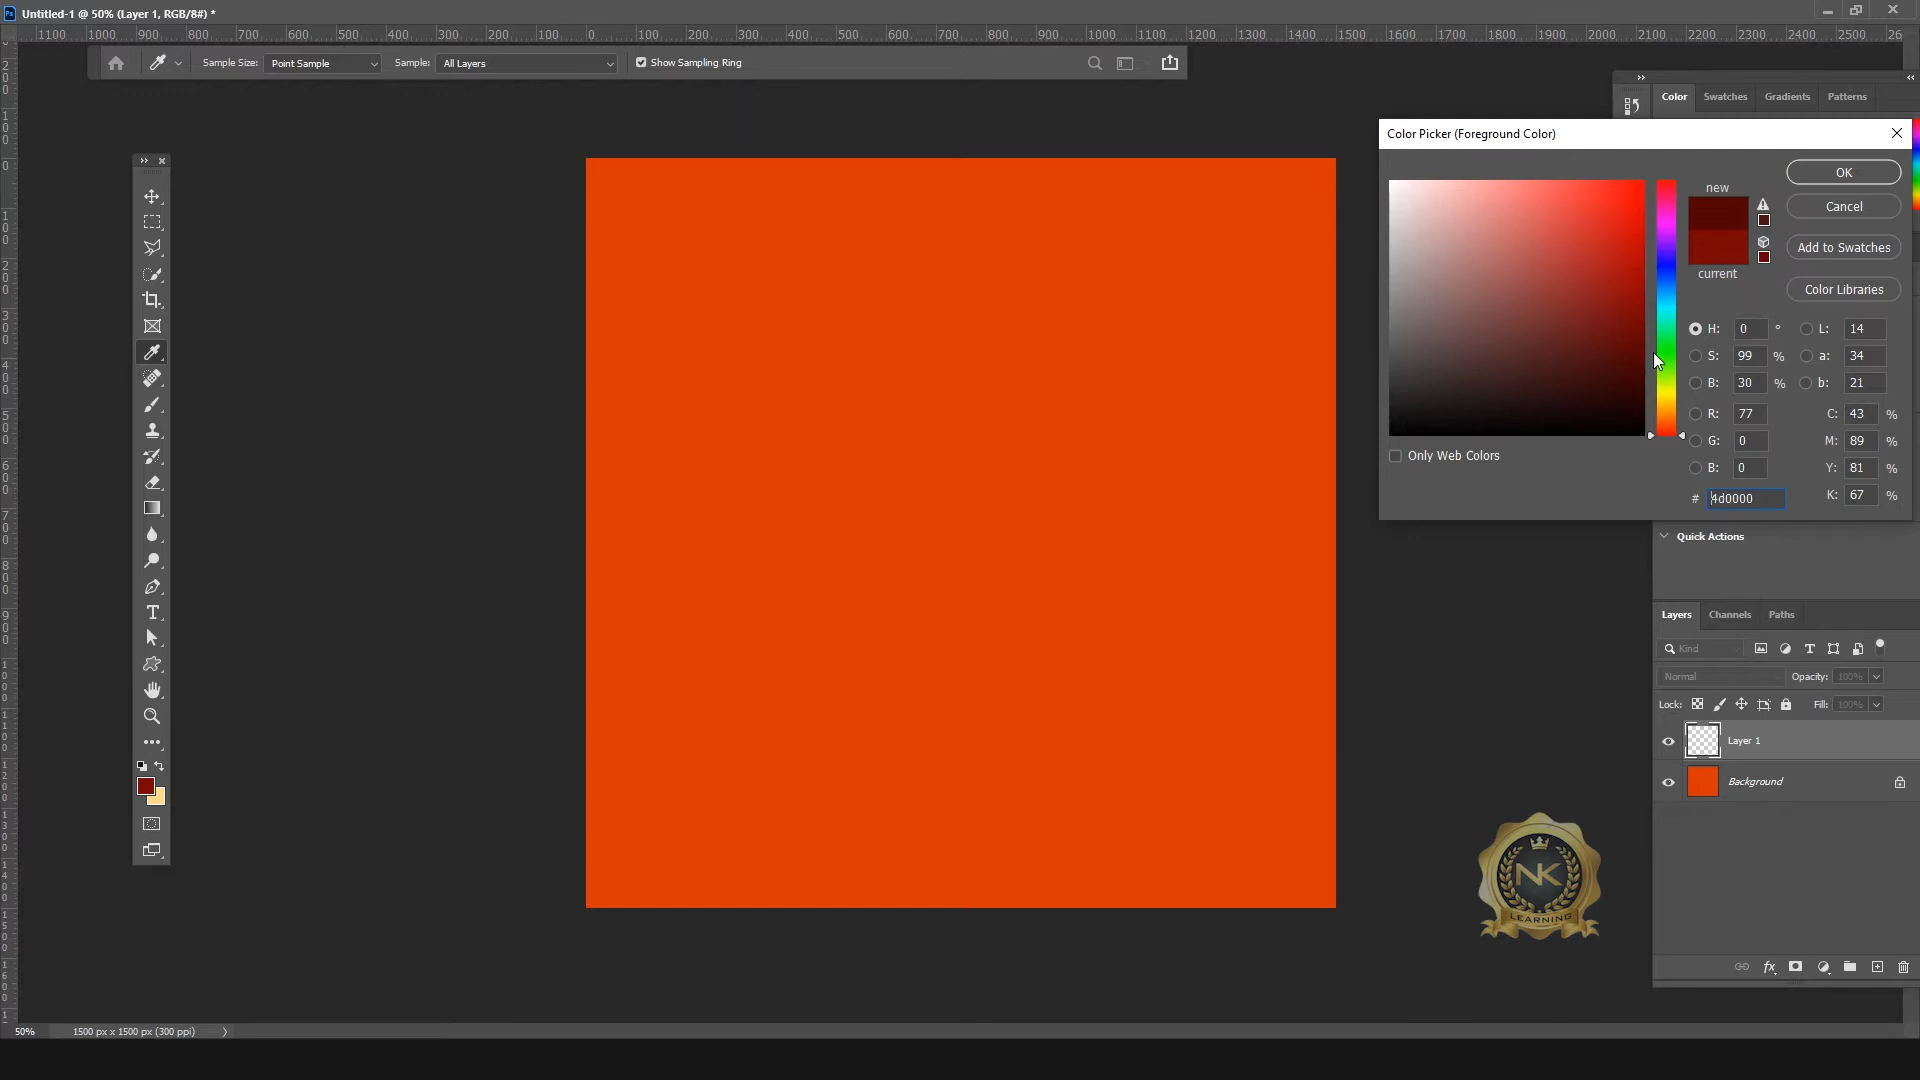 Ps Untitled-1 @ 50% (Layer 1, RGB/8#) *
1100 1000 900 800 700 600 500 400 300 200 100 0 100 200 300 400 500 600 700 800 900 1000 1100 1200 1300 1400 1500 1600 1700 1800 1900 2000 2100 2200 2300 2400 2500 26
Sample Size: Point Sample Sample: All Layers Show Sampling Ring
Color Swatches Gradients Patterns
Color Picker (Foreground Color)
new
current
OK
Cancel
Add to Swatches
Color Libraries
H: 0 ° L: 14
S: 99 % a: 34
B: 30 % b: 21
R: 77 C: 43 %
G: 0 M: 89 %
B: 0 Y: 81 %
# 4d0000 K: 67 %
Only Web Colors
Quick Actions
Layers Channels Paths
Kind
Normal Opacity: 100%
Lock: Fill: 100%
Layer 1
Background
NK
LEARNING
50% 1500 px x 1500 px (300 ppi)